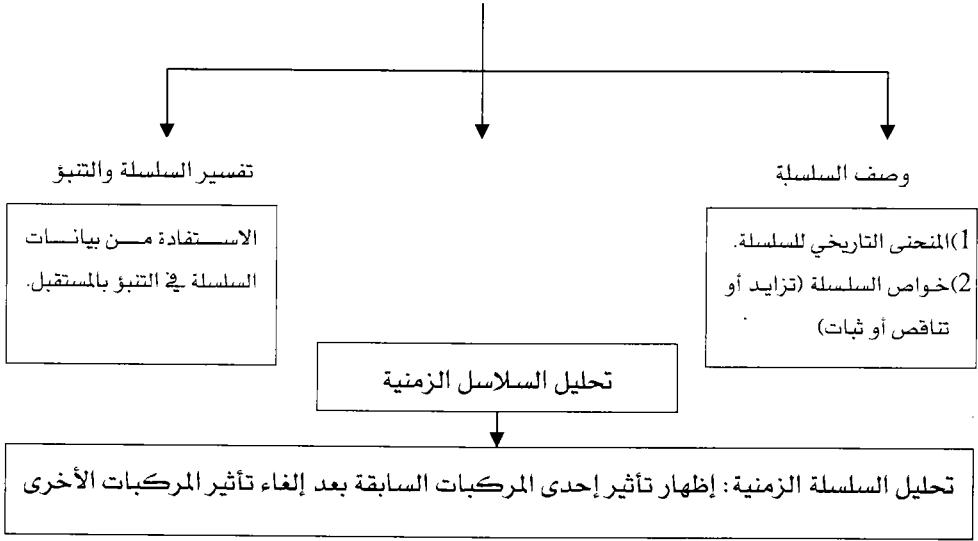 وصف السلسلة
1)المنحنى التاريخي للسلسلة.
2)خواص السلسلة (تزايد أو
تناقص أو ثبات)
تفسير السلسلة والتنبؤ
الاستفادة من بيانات
السلسلة في التنبؤ بالمستقبل.
تحليل السلاسل الزمنية
تحليل السلسلة الزمنية: إظهار تأثير إحدى المركبات السابقة بعد إلغاء تأثير المركبات الأخرى